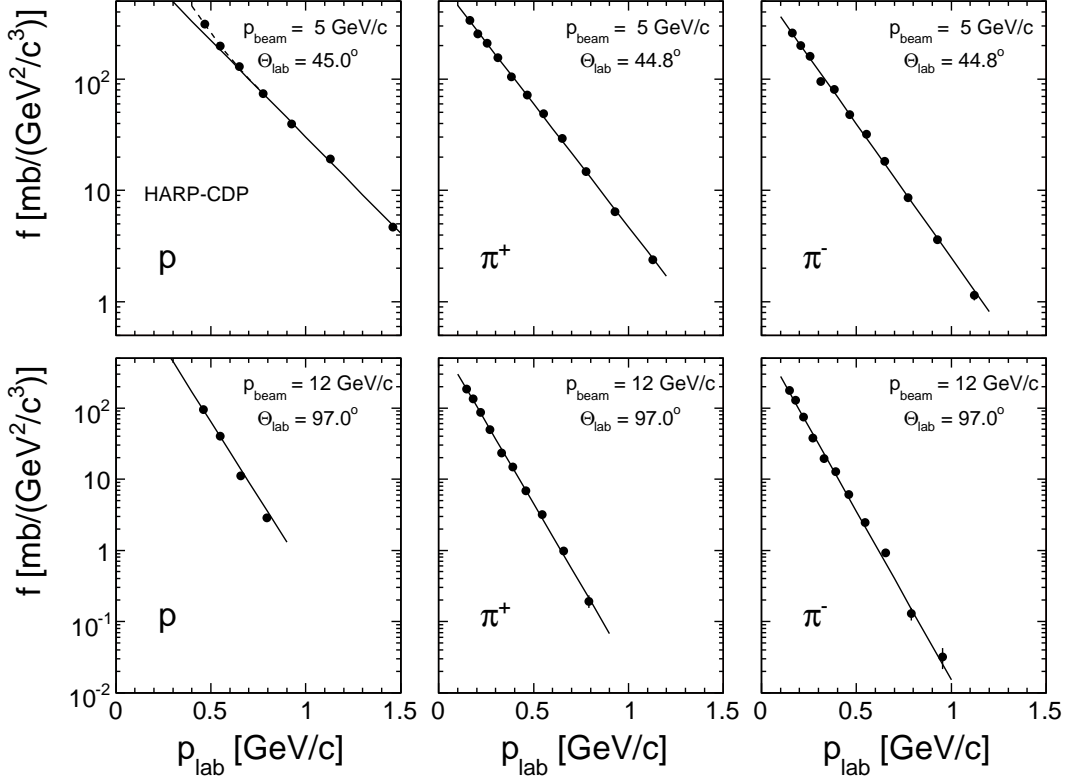 p_beam = 5 GeV/c
Θ_lab = 45.0°
HARP-CDP
p
f [mb/(GeV²/c³)]
10²
10
1
p_beam = 5 GeV/c
Θ_lab = 44.8°
π⁺
p_beam = 5 GeV/c
Θ_lab = 44.8°
π⁻
p_beam = 12 GeV/c
Θ_lab = 97.0°
p
f [mb/(GeV²/c³)]
10²
10
1
10⁻¹
10⁻²
p_beam = 12 GeV/c
Θ_lab = 97.0°
π⁺
p_beam = 12 GeV/c
Θ_lab = 97.0°
π⁻
0 0.5 1 1.5
0 0.5 1 1.5
0 0.5 1 1.5
p_lab [GeV/c]
p_lab [GeV/c]
p_lab [GeV/c]